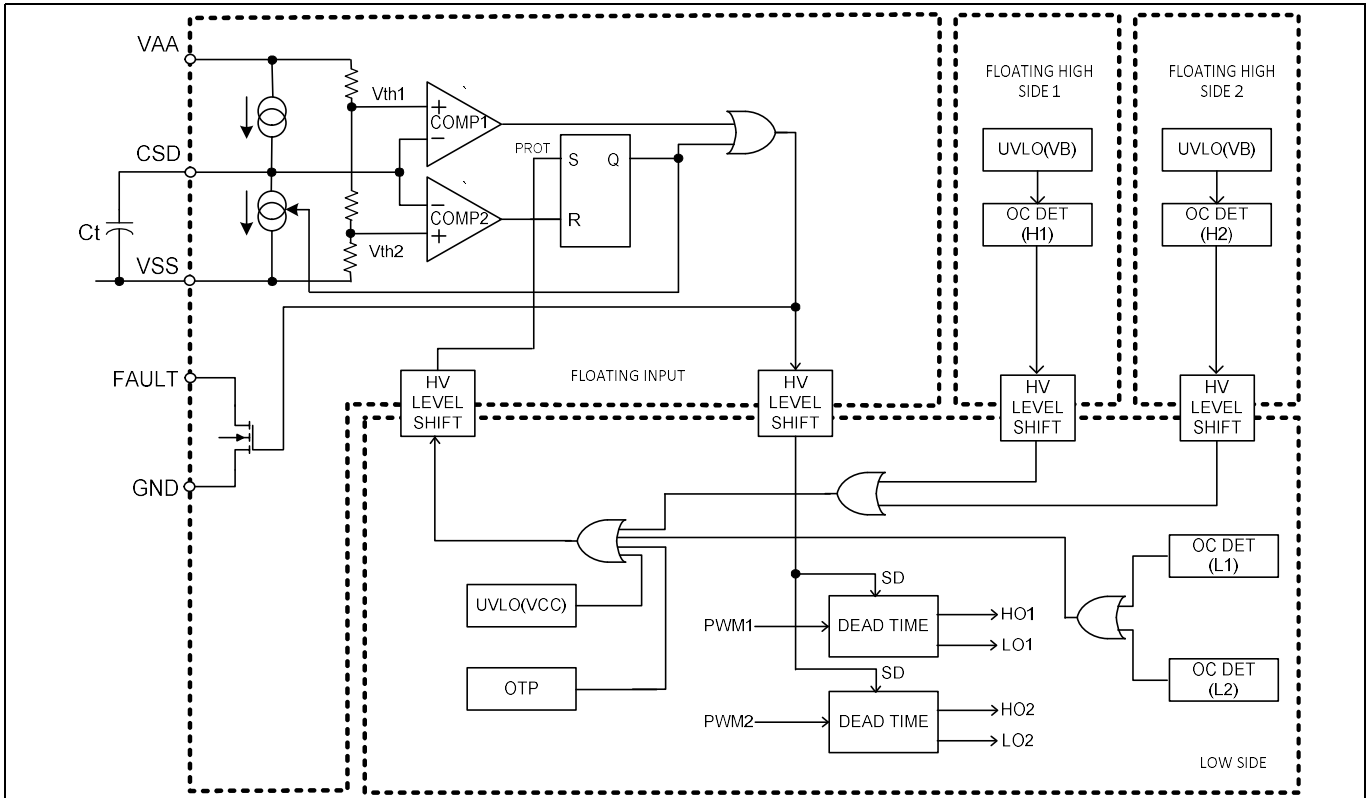 VAA
CSD
Ct
VSS
FAULT
GND
Vth1
+
COMP1
−
−
COMP2
+
Vth2
PROT
S
Q
R
FLOATING HIGH
SIDE 1
UVLO(VB)
OC DET
(H1)
FLOATING HIGH
SIDE 2
UVLO(VB)
OC DET
(H2)
HV
LEVEL
SHIFT
FLOATING INPUT
HV
LEVEL
SHIFT
HV
LEVEL
SHIFT
HV
LEVEL
SHIFT
UVLO(VCC)
OTP
SD
PWM1
DEAD TIME
HO1
LO1
SD
PWM2
DEAD TIME
HO2
LO2
OC DET
(L1)
OC DET
(L2)
LOW SIDE